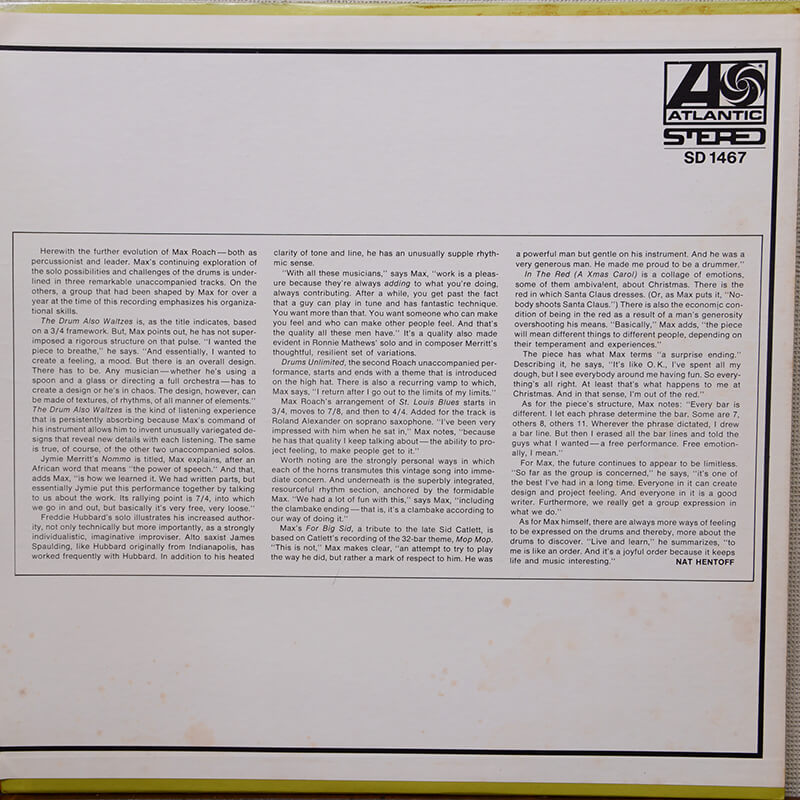 ATLANTIC
STEREO
SD 1467
Herewith the further evolution of Max Roach—both as
percussionist and leader. Max's continuing exploration of
the solo possibilities and challenges of the drums is under-
lined in three remarkable unaccompanied tracks. On the
others, a group that had been shaped by Max for over a
year at the time of this recording emphasizes his organiza-
tional skills.
The Drum Also Waltzes is, as the title indicates, based
on a 3/4 framework. But, Max points out, he has not super-
imposed a rigorous structure on that pulse. "I wanted the
piece to breathe," he says. "And essentially, I wanted to
create a feeling, a mood. But there is an overall design.
There has to be. Any musician—whether he's using a
spoon and a glass or directing a full orchestra—has to
create a design or he's in chaos. The design, however, can
be made of textures, of rhythms, of all manner of elements."
The Drum Also Waltzes is the kind of listening experience
that is persistently absorbing because Max's command of
his instrument allows him to invent unusually variegated de-
signs that reveal new details with each listening. The same
is true, of course, of the other two unaccompanied solos.
Jymie Merritt's Nommo is titled, Max explains, after an
African word that means "the power of speech." And that,
adds Max, "is how we learned it. We had written parts, but
essentially Jymie put this performance together by talking
to us about the work. Its rallying point is 7/4, into which
we go in and out, but basically it's very free, very loose."
Freddie Hubbard's solo illustrates his increased author-
ity, not only technically but more importantly, as a strongly
individualistic, imaginative improviser. Alto saxist James
Spaulding, like Hubbard originally from Indianapolis, has
worked frequently with Hubbard. In addition to his heated
clarity of tone and line, he has an unusually supple rhyth-
mic sense.
"With all these musicians," says Max, "work is a pleas-
ure because they're always adding to what you're doing,
always contributing. After a while, you get past the fact
that a guy can play in tune and has fantastic technique.
You want more than that. You want someone who can make
you feel and who can make other people feel. And that's
the quality all these men have." It's a quality also made
evident in Ronnie Mathews' solo and in composer Merritt's
thoughtful, resilient set of variations.
Drums Unlimited, the second Roach unaccompanied per-
formance, starts and ends with a theme that is introduced
on the high hat. There is also a recurring vamp to which,
Max says, "I return after I go out to the limits of my limits."
Max Roach's arrangement of St. Louis Blues starts in
3/4, moves to 7/8, and then to 4/4. Added for the track is
Roland Alexander on soprano saxophone. "I've been very
impressed with him when he sat in," Max notes, "because
he has that quality I keep talking about—the ability to pro-
ject feeling, to make people get to it."
Worth noting are the strongly personal ways in which
each of the horns transmutes this vintage song into imme-
diate concern. And underneath is the superbly integrated,
resourceful rhythm section, anchored by the formidable
Max. "We had a lot of fun with this," says Max, "including
the clambake ending—that is, it's a clambake according to
our way of doing it."
Max's For Big Sid, a tribute to the late Sid Catlett, is
based on Catlett's recording of the 32-bar theme, Mop Mop.
"This is not," Max makes clear, "an attempt to try to play
the way he did, but rather a mark of respect for him. He was
a powerful man but gentle on his instrument. And he was a
very generous man. He made me proud to be a drummer."
In The Red (A Xmas Carol) is a collage of emotions,
some of them ambivalent, about Christmas. There is the
red in which Santa Claus dresses. (Or, as Max puts it, "No-
body shoots Santa Claus.") There is also the economic con-
dition of being in the red as a result of a man's generosity
overshooting his means. "Basically," Max adds, "the piece
will mean different things to different people, depending on
their temperament and experiences."
The piece has what Max terms "a surprise ending."
Describing it, he says, "It's like O.K., I've spent all my
dough, but I see everybody around me having fun. So every-
thing's all right. At least that's what happens to me at
Christmas. And in that sense, I'm out of the red."
As for the piece's structure, Max notes: "Every bar is
different. I let each phrase determine the bar. Some are 7,
others 8, others 11. Wherever the phrase dictated, I drew
a bar line. But then I erased all the bar lines and told the
guys what I wanted—a free performance. Free emotion-
ally, I mean."
For Max, the future continues to appear to be limitless.
"So far as the group is concerned," he says, "it's one of
the best I've had in a long time. Everyone in it can create
design and project feeling. And everyone in it is a good
writer. Furthermore, we really get a group expression in
what we do."
As for Max himself, there are always more ways of feeling
to be expressed on the drums and thereby, more about the
drums to discover. "Live and learn," he summarizes, "to
me is like an order. And it's a joyful order because it keeps
life and music interesting." NAT HENTOFF